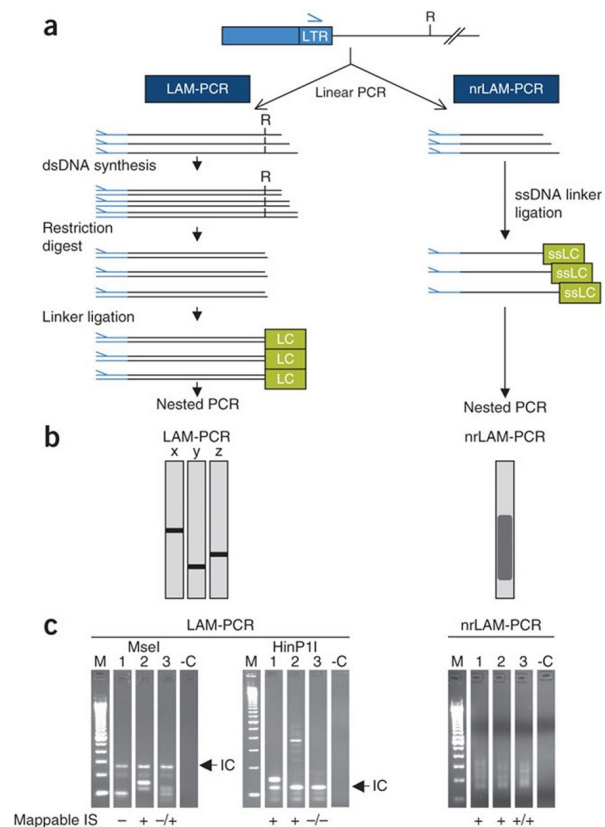 a
R
LTR
LAM-PCR
Linear PCR
nrLAM-PCR
R
dsDNA synthesis
R
ssDNA linker
ligation
Restriction
digest
ssLC
ssLC
ssLC
Linker ligation
LC
LC
LC
Nested PCR
Nested PCR
b
LAM-PCR
nrLAM-PCR
x y z
c
LAM-PCR
nrLAM-PCR
MseI
HinP1I
M 1 2 3 -C
M 1 2 3 -C
M 1 2 3 -C
IC
IC
Mappable IS − + −/+
+ + −/−
+ + +/+